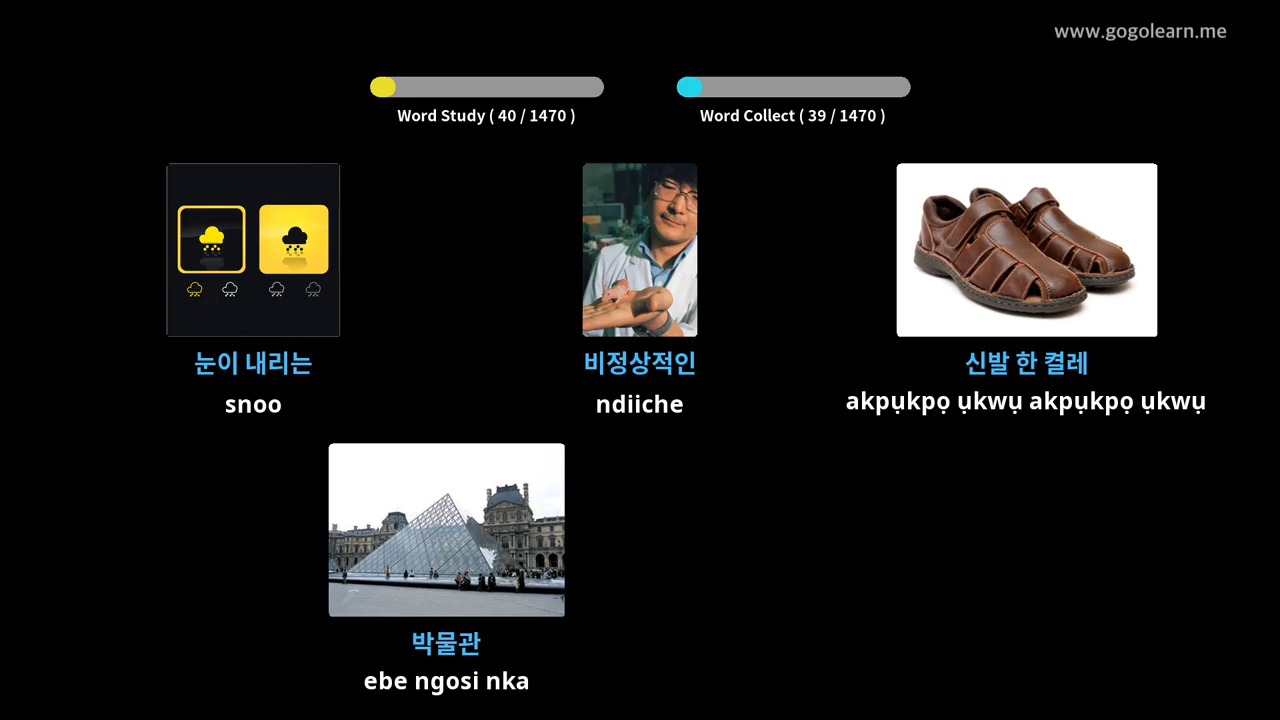 www.gogolearn.me
Word Study ( 40 / 1470 )
Word Collect ( 39 / 1470 )
눈이 내리는
snoo
비정상적인
ndiiche
신발 한 켤레
akpụkpọ ụkwụ akpụkpọ ụkwụ
박물관
ebe ngosi nka